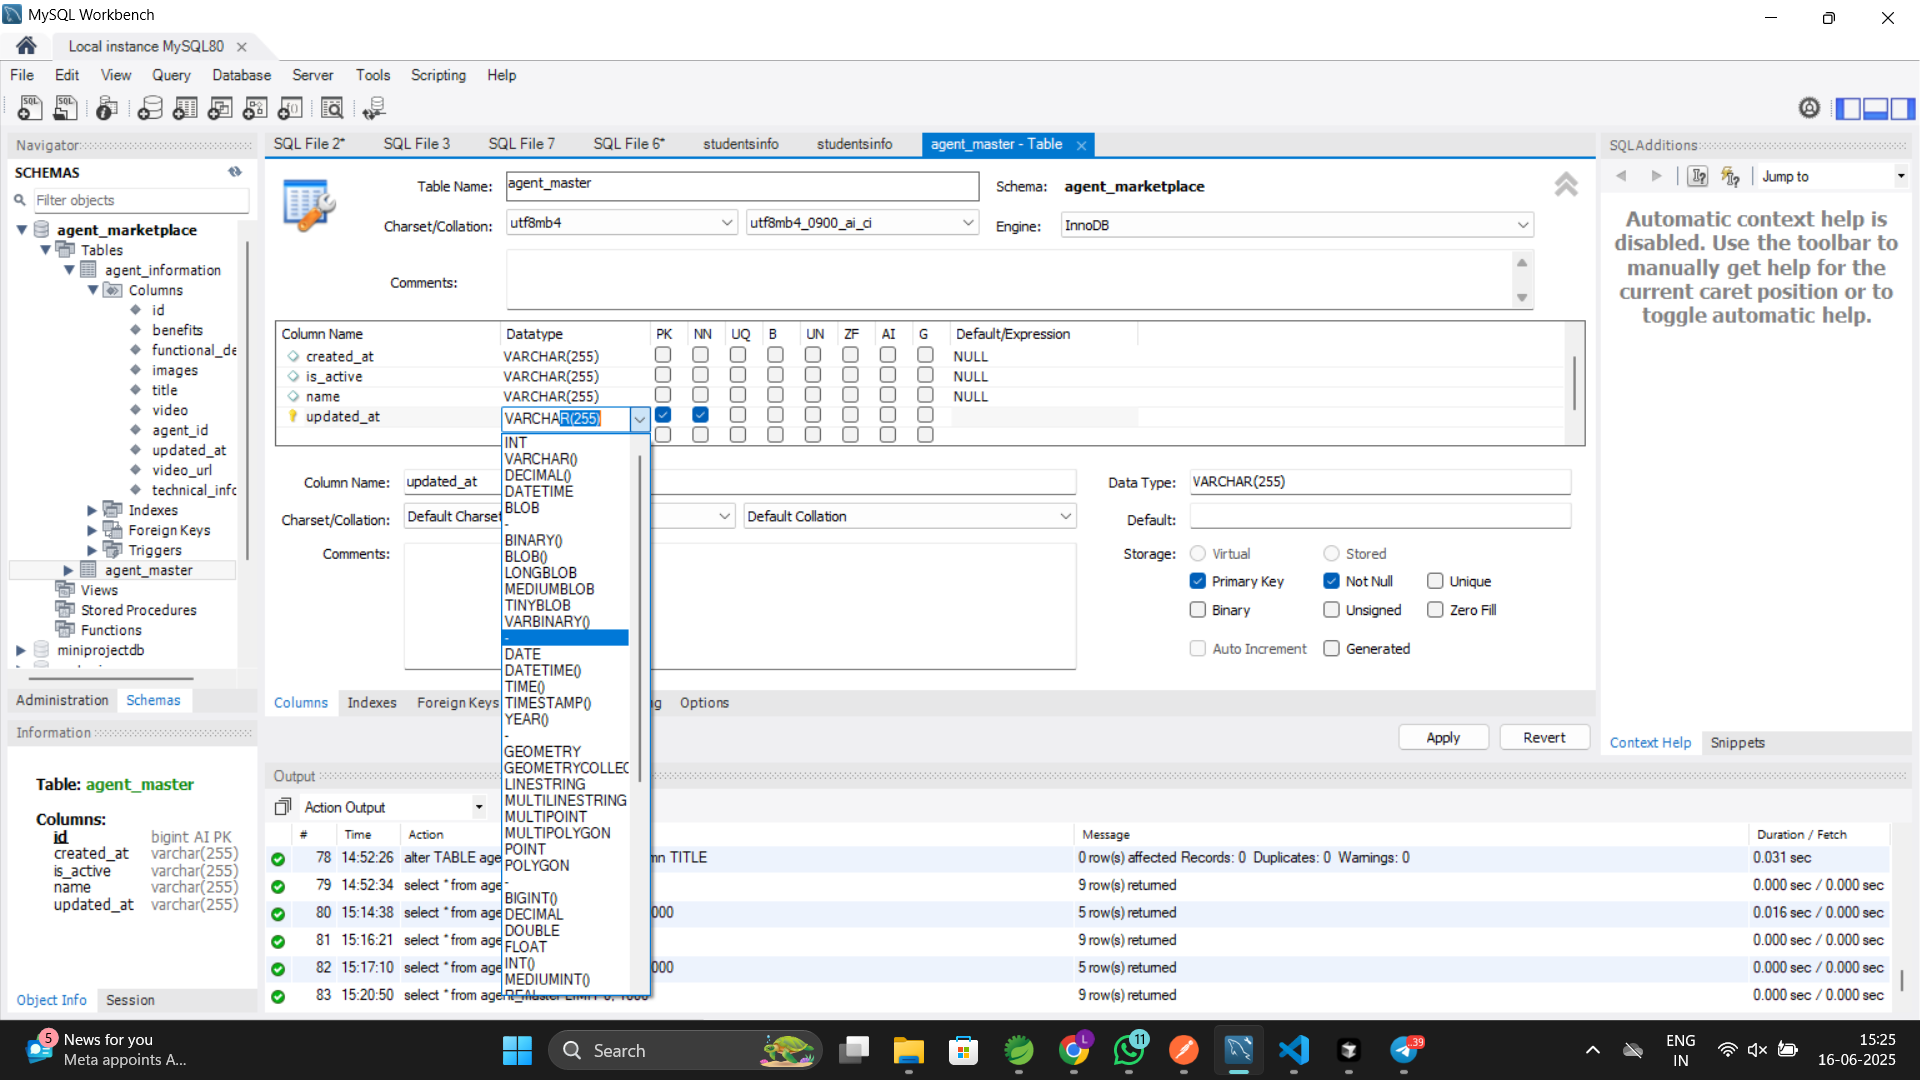 MySQL Workbench
Local instance MySQL80
File Edit View Query Database Server Tools Scripting Help
Navigator
SCHEMAS
Filter objects
agent_marketplace
Tables
agent_information
Columns
id
benefits
functional_de
images
title
video
agent_id
updated_at
video_url
technical_info
Indexes
Foreign Keys
Triggers
agent_master
Views
Stored Procedures
Functions
miniprojectdb
Administration Schemas
Information
Table: agent_master
Columns:
id bigint AI PK
created_at varchar(255)
is_active varchar(255)
name varchar(255)
updated_at varchar(255)
Object Info Session
SQL File 2* SQL File 3 SQL File 7 SQL File 6* studentsinfo studentsinfo agent_master - Table
Table Name: agent_master Schema: agent_marketplace
Charset/Collation: utf8mb4 utf8mb4_0900_ai_ci Engine: InnoDB
Comments:
Column Name Datatype PK NN UQ B UN ZF AI G Default/Expression
created_at VARCHAR(255) NULL
is_active VARCHAR(255) NULL
name VARCHAR(255) NULL
updated_at VARCHAR(255)
INT
VARCHAR()
DECIMAL()
DATETIME
BLOB
-
BINARY()
BLOB()
LONGBLOB
MEDIUMBLOB
TINYBLOB
VARBINARY()
-
DATE
DATETIME()
TIME()
TIMESTAMP()
YEAR()
-
GEOMETRY
GEOMETRYCOLLEC
LINESTRING
MULTILINESTRING
MULTIPOINT
MULTIPOLYGON
POINT
POLYGON
-
BIGINT()
DECIMAL
DOUBLE
FLOAT
INT()
MEDIUMINT()
Column Name: updated_at Data Type: VARCHAR(255)
Charset/Collation: Default Charset Default Collation Default:
Comments: Storage: Virtual Stored
Primary Key Not Null Unique
Binary Unsigned Zero Fill
Auto Increment Generated
Columns Indexes Foreign Keys Options
Apply Revert
Output
Action Output
# Time Action Message Duration / Fetch
78 14:52:26 alter TABLE age mn TITLE 0 row(s) affected Records: 0 Duplicates: 0 Warnings: 0 0.031 sec
79 14:52:34 select * from age 9 row(s) returned 0.000 sec / 0.000 sec
80 15:14:38 select * from age 000 5 row(s) returned 0.016 sec / 0.000 sec
81 15:16:21 select * from age 9 row(s) returned 0.000 sec / 0.000 sec
82 15:17:10 select * from age 000 5 row(s) returned 0.000 sec / 0.000 sec
83 15:20:50 select * from agent_master LIMIT 0, 1000 9 row(s) returned 0.000 sec / 0.000 sec
SQLAdditions
Jump to
Automatic context help is
disabled. Use the toolbar to
manually get help for the
current caret position or to
toggle automatic help.
Context Help Snippets
5
News for you
Meta appoints A...
Search
L
11
39
ENG
IN
15:25
16-06-2025